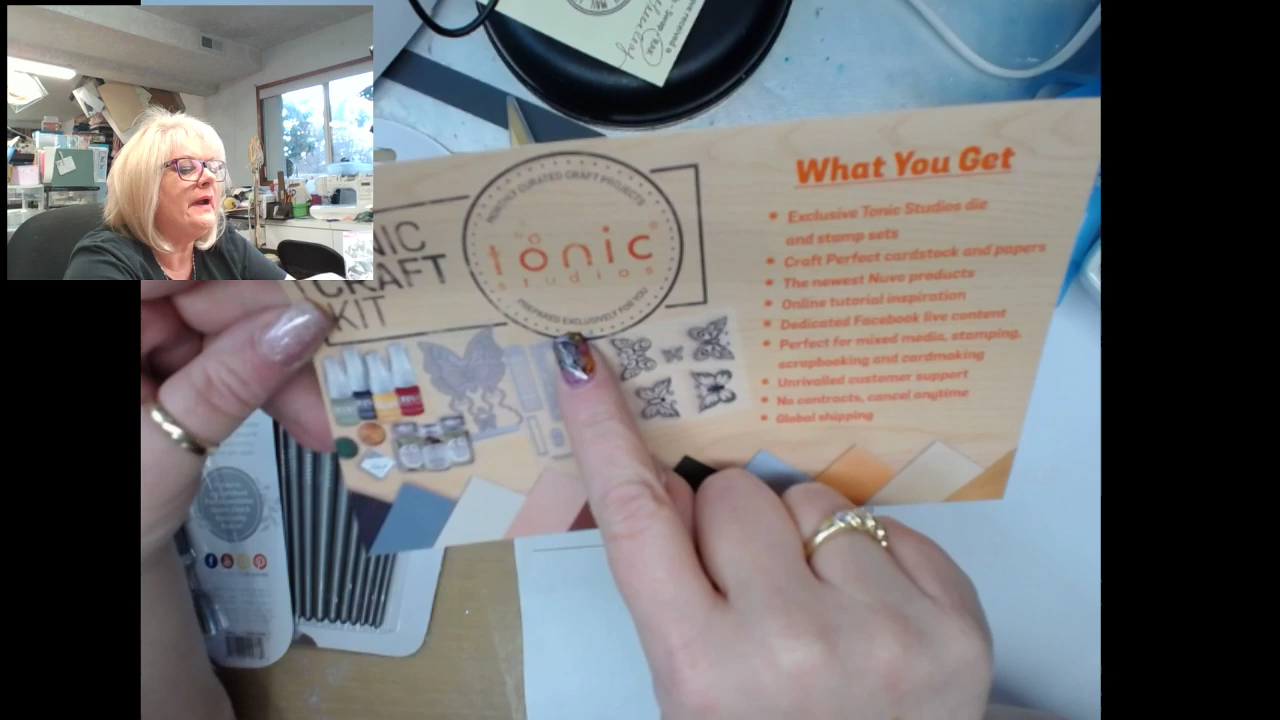 MONTHLY CURATED CRAFT PROJECTS
tonic®
studios
PREPARED EXCLUSIVELY FOR YOU
CRAFT
KIT
What You Get
• Exclusive Tonic Studios die
and stamp sets
• Craft Perfect cardstock and papers
• The newest Nuvo products
• Online tutorial inspiration
• Dedicated Facebook live content
• Perfect for mixed media, stamping,
scrapbooking and cardmaking
• Unrivalled customer support
• No contracts, cancel anytime
• Global shipping